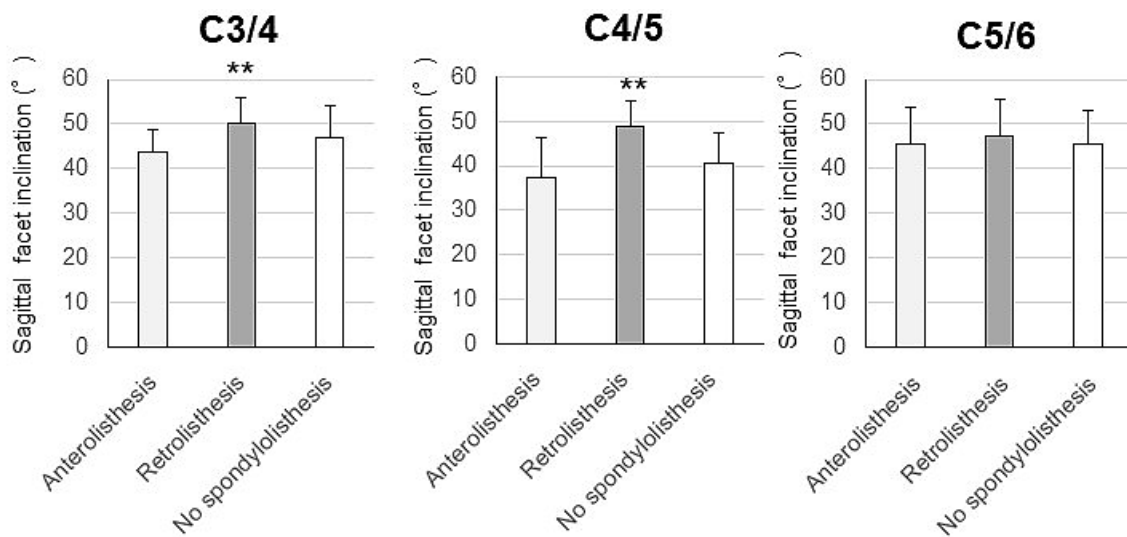 C3/4
Sagittal facet inclination (°)
60
50
40
30
20
10
0
**
Anterolisthesis
Retrolisthesis
No spondylolisthesis
C4/5
Sagittal facet inclination (°)
60
50
40
30
20
10
0
**
Anterolisthesis
Retrolisthesis
No spondylolisthesis
C5/6
Sagittal facet inclination (°)
60
50
40
30
20
10
0
Anterolisthesis
Retrolisthesis
No spondylolisthesis